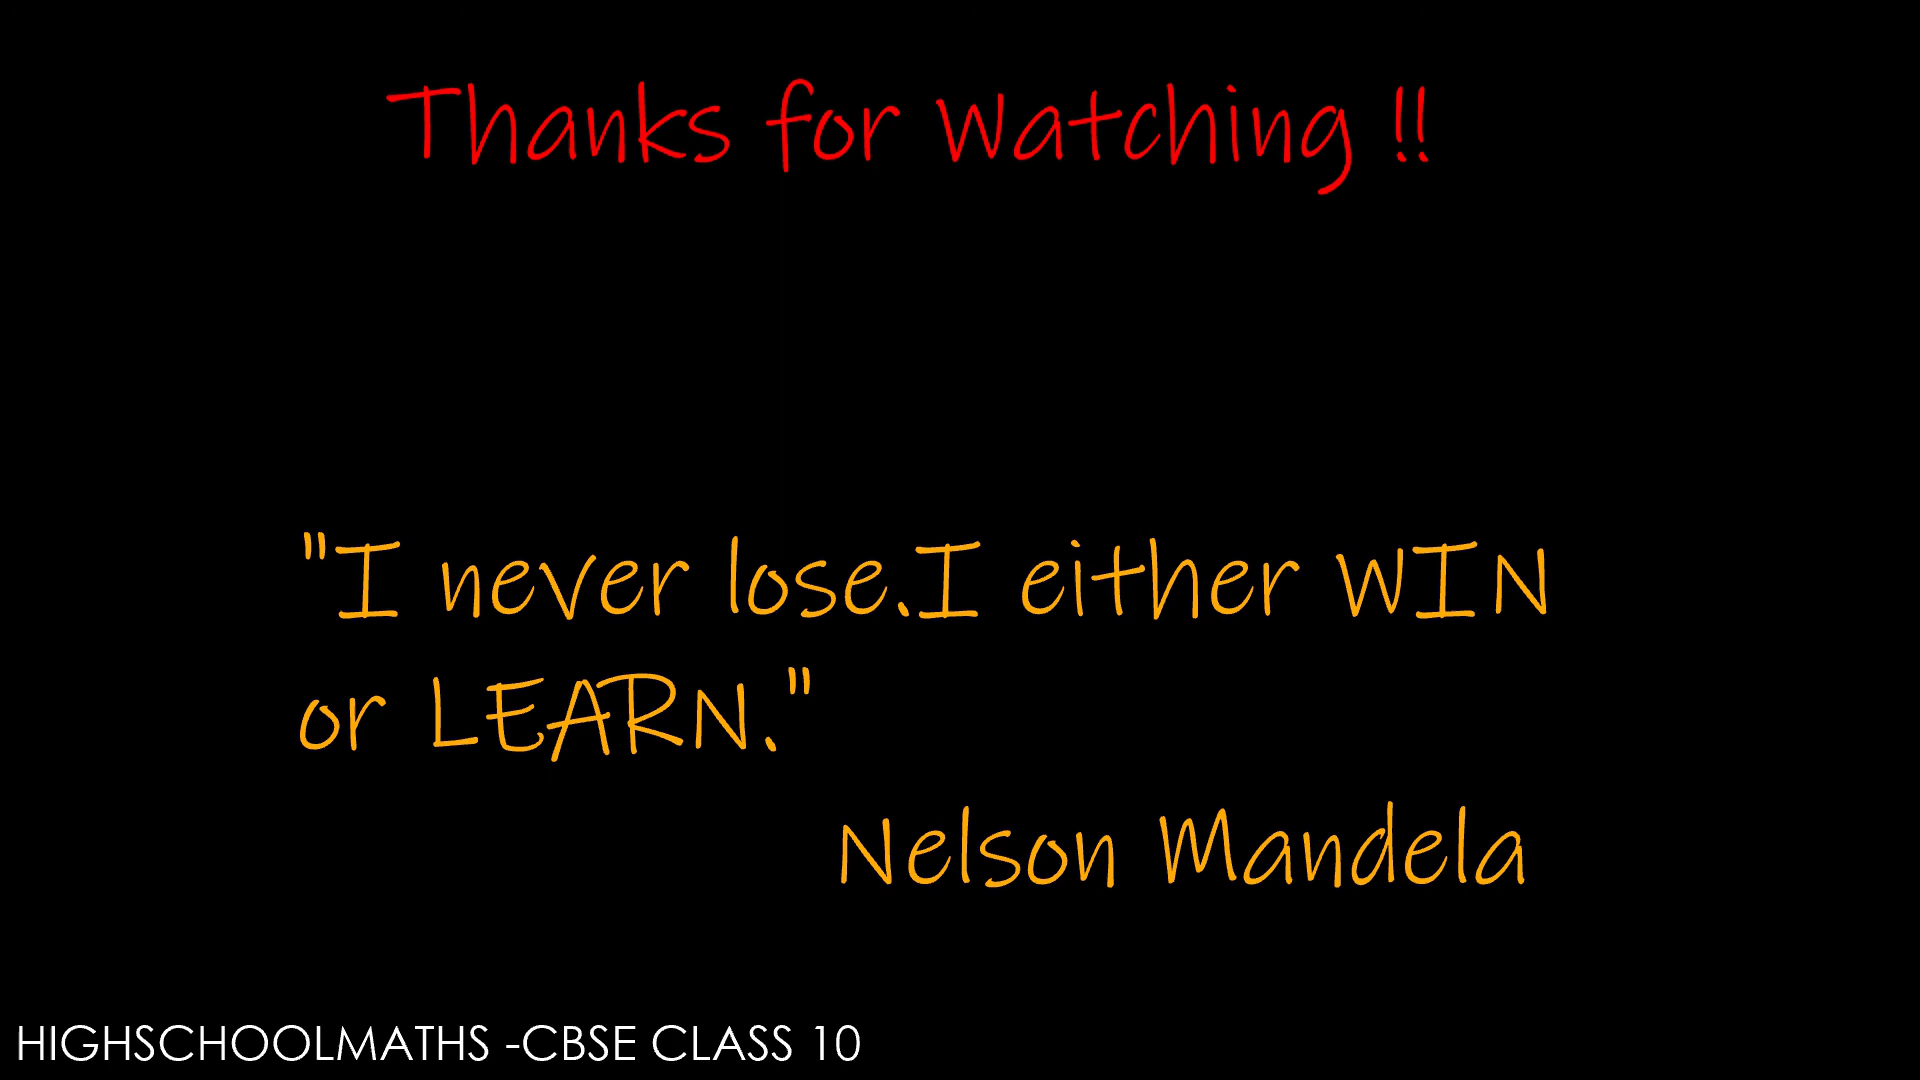 Thanks for Watching !!
"I never lose.I either WIN
or LEARN."
Nelson Mandela
HIGHSCHOOLMATHS -CBSE CLASS 10